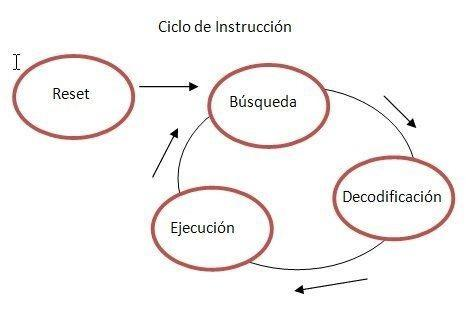 Ciclo de Instrucción
Reset
Búsqueda
Decodificación
Ejecución